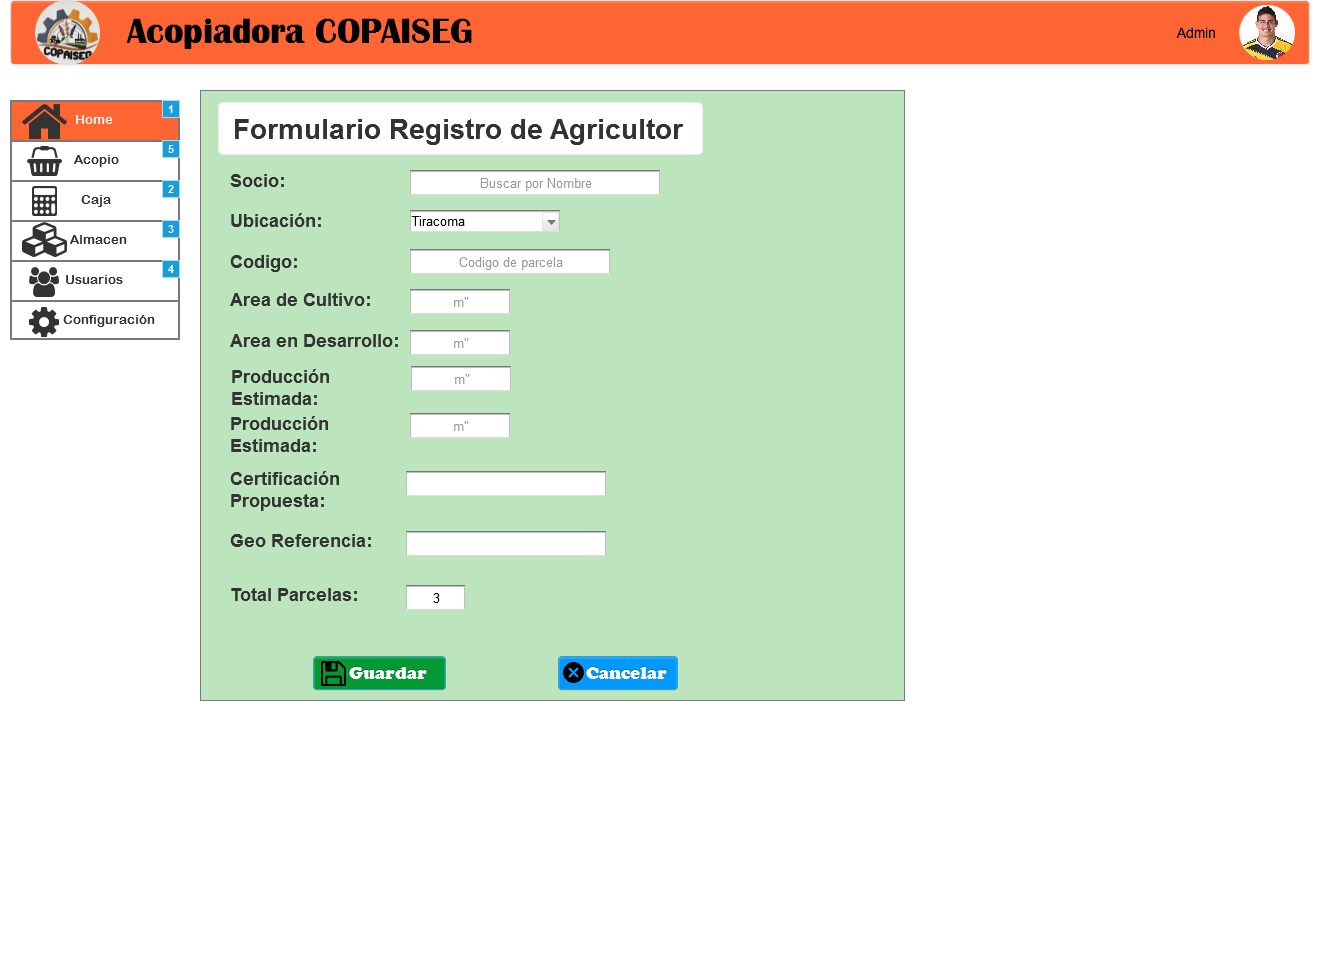 COPAISEG
Acopiadora COPAISEG
Admin
Home
1
Acopio
5
Caja
2
Almacen
3
Usuarios
4
Configuración
Formulario Registro de Agricultor
Socio:
Buscar por Nombre
Ubicación:
Tiracoma
Codigo:
Codigo de parcela
Area de Cultivo:
m"
Area en Desarrollo:
m"
Producción
Estimada:
m"
Producción
Estimada:
m"
Certificación
Propuesta:
Geo Referencia:
Total Parcelas:
3
Guardar
Cancelar